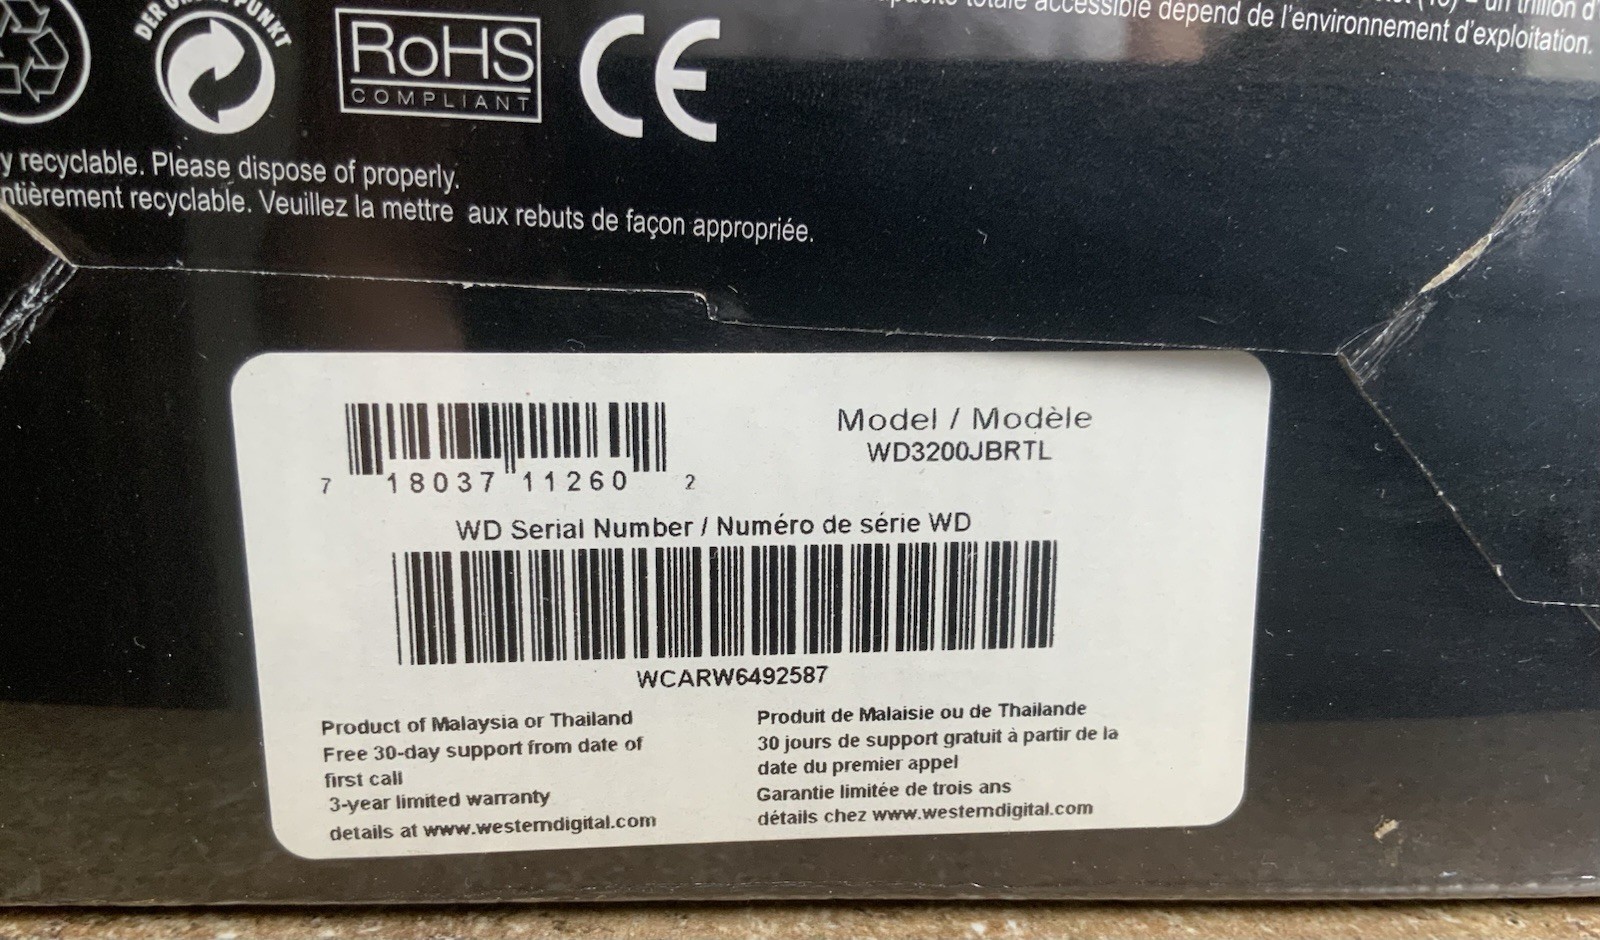 DER PUNKT
RoHS
COMPLIANT
CE
accessible dépend de l'environnement d'exploitation.
y recyclable. Please dispose of properly.
ntièrement recyclable. Veuillez la mettre aux rebuts de façon appropriée.
Model / Modèle
WD3200JBRTL
7 18037 11260 2
WD Serial Number / Numéro de série WD
WCARW6492587
Product of Malaysia or Thailand
Free 30-day support from date of
first call
3-year limited warranty
details at www.westerndigital.com
Produit de Malaisie ou de Thaïlande
30 jours de support gratuit à partir de la
date du premier appel
Garantie limitée de trois ans
détails chez www.westerndigital.com